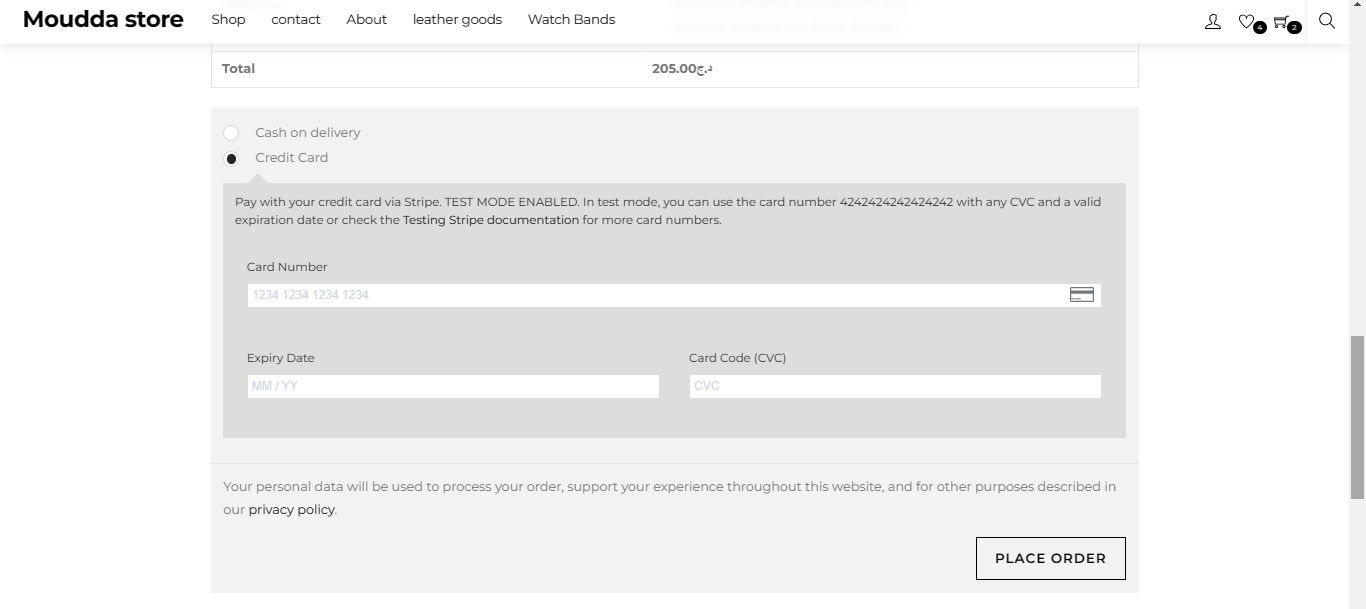 Moudda store
Shop contact About leather goods Watch Bands
4 2
Total 205.00د.ج
Cash on delivery
Credit Card
Pay with your credit card via Stripe. TEST MODE ENABLED. In test mode, you can use the card number 4242424242424242 with any CVC and a valid
expiration date or check the Testing Stripe documentation for more card numbers.
Card Number
1234 1234 1234 1234
Expiry Date Card Code (CVC)
MM / YY CVC
Your personal data will be used to process your order, support your experience throughout this website, and for other purposes described in
our privacy policy.
PLACE ORDER